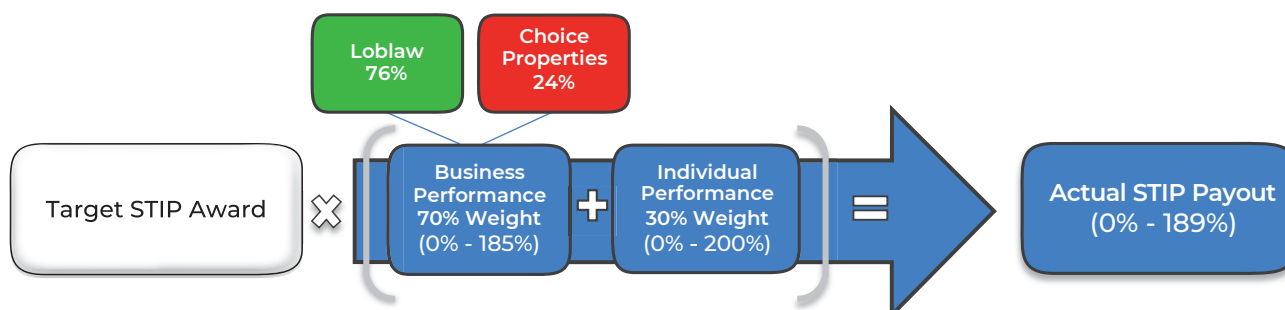 Loblaw
76%
Choice
Properties
24%
Target STIP Award
×
Business
Performance
70% Weight
(0% - 185%)
+
Individual
Performance
30% Weight
(0% - 200%)
=
Actual STIP Payout
(0% - 189%)